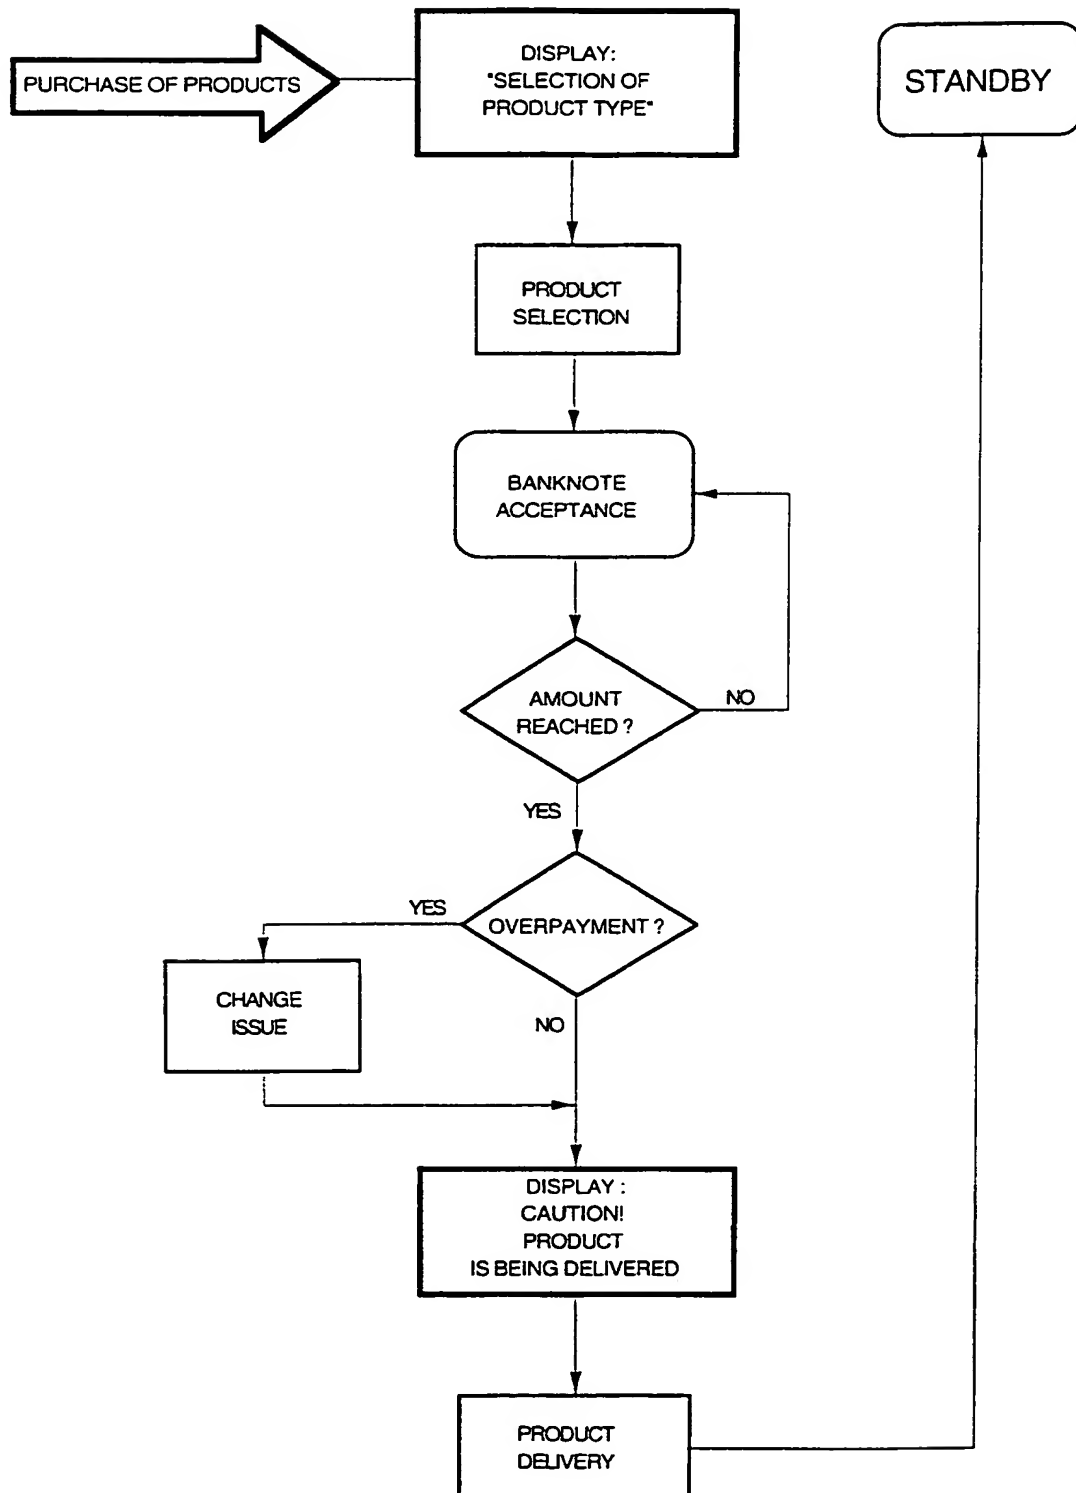 PURCHASE OF PRODUCTS
DISPLAY:
"SELECTION OF
PRODUCT TYPE"
STANDBY
PRODUCT
SELECTION
BANKNOTE
ACCEPTANCE
AMOUNT
REACHED ?
NO
YES
OVERPAYMENT ?
YES
CHANGE
ISSUE
NO
DISPLAY :
CAUTION!
PRODUCT
IS BEING DELIVERED
PRODUCT
DELIVERY